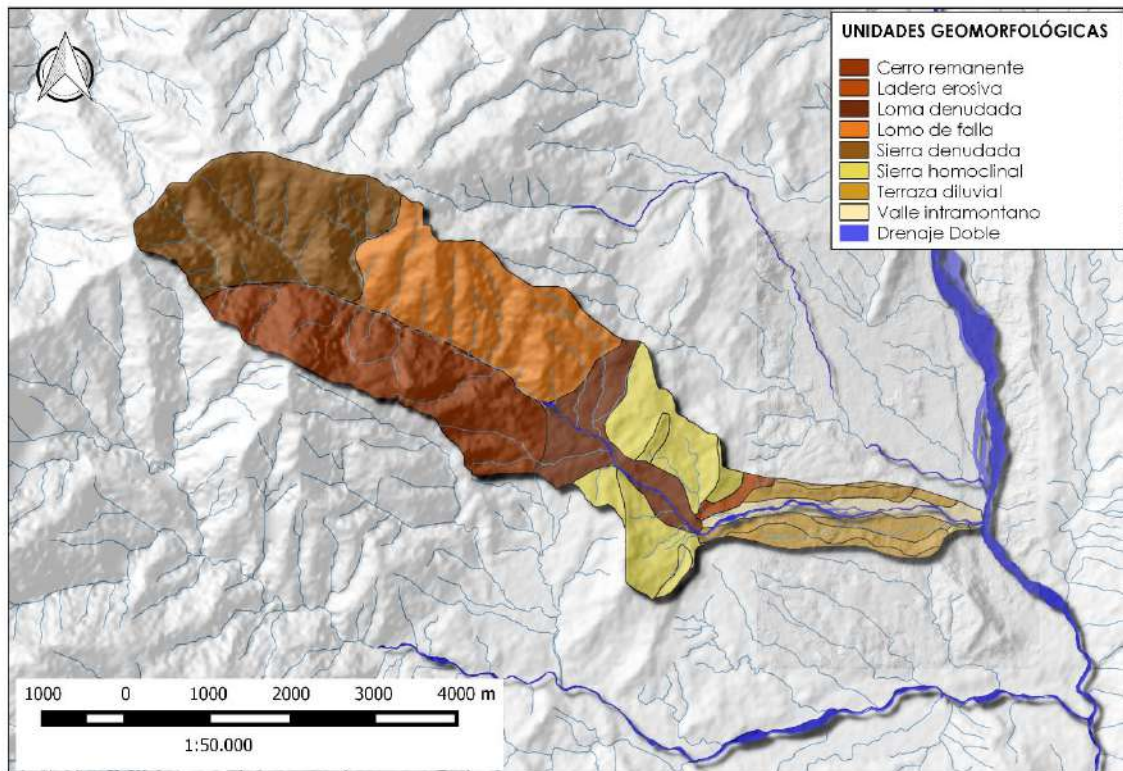 UNIDADES GEOMORFOLÓGICAS
Cerro remanente
Ladera erosiva
Loma denudada
Lomo de falla
Sierra denudada
Sierra homoclinal
Terraza diluvial
Valle intramontano
Drenaje Doble
1000 0 1000 2000 3000 4000 m
1:50.000